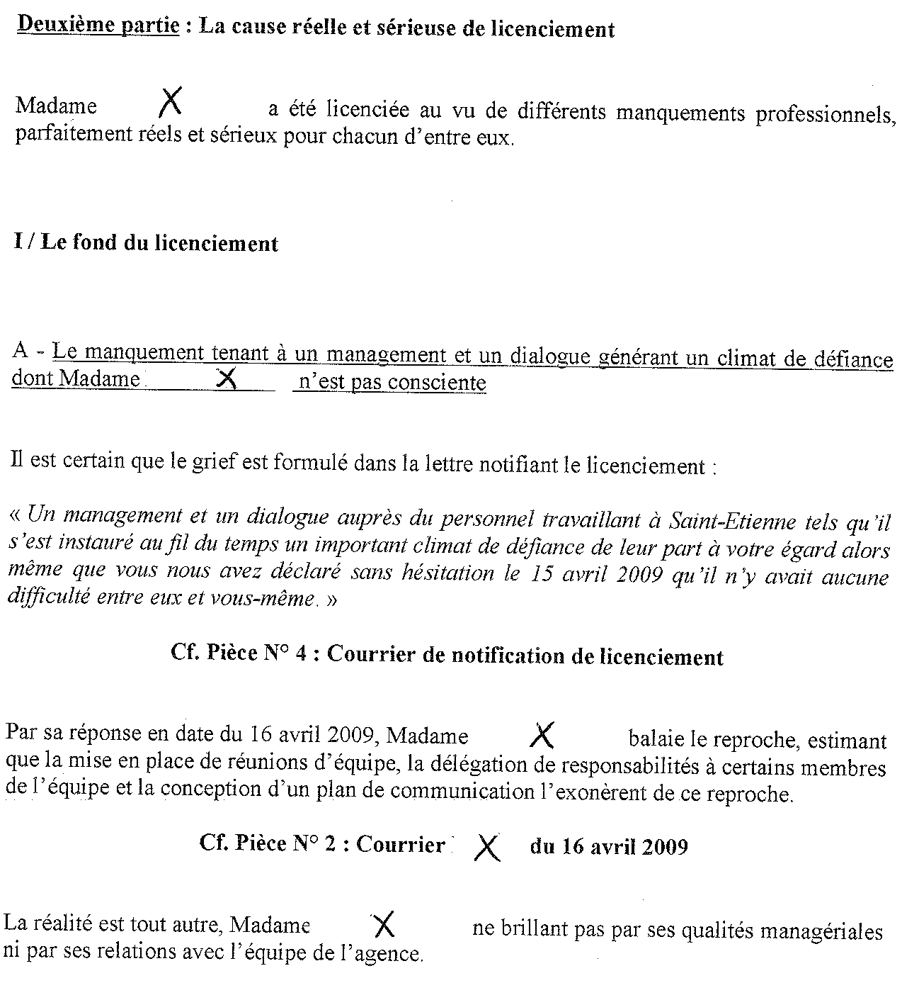 Deuxième partie : La cause réelle et sérieuse de licenciement
Madame X a été licenciée au vu de différents manquements professionnels,
parfaitement réels et sérieux pour chacun d'entre eux.
I / Le fond du licenciement
A - Le manquement tenant à un management et un dialogue générant un climat de défiance
dont Madame X n'est pas consciente
Il est certain que le grief est formulé dans la lettre notifiant le licenciement :
« Un management et un dialogue auprès du personnel travaillant à Saint-Etienne tels qu'il
s'est instauré au fil du temps un important climat de défiance de leur part à votre égard alors
même que vous nous avez déclaré sans hésitation le 15 avril 2009 qu'il n'y avait aucune
difficulté entre eux et vous-même. »
Cf. Pièce N° 4 : Courrier de notification de licenciement
Par sa réponse en date du 16 avril 2009, Madame X balaie le reproche, estimant
que la mise en place de réunions d'équipe, la délégation de responsabilités à certains membres
de l'équipe et la conception d'un plan de communication l'exonèrent de ce reproche.
Cf. Pièce N° 2 : Courrier X du 16 avril 2009
La réalité est tout autre, Madame X ne brillant pas par ses qualités managériales
ni par ses relations avec l'équipe de l'agence.